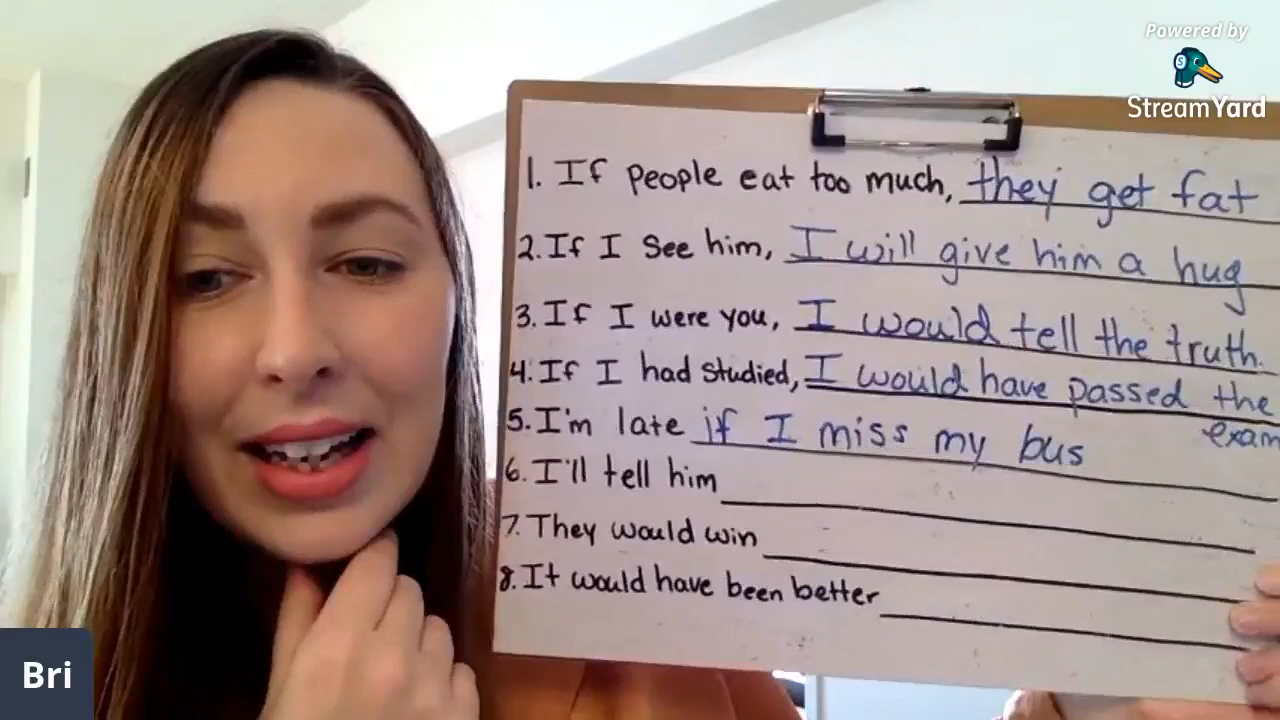 Powered by
StreamYard
1. If people eat too much, they get fat
2. If I see him, I will give him a hug
3. If I were you, I would tell the truth.
4. If I had studied, I would have passed the
exam
5. I'm late if I miss my bus
6. I'll tell him
7. They would win
8. It would have been better
Bri